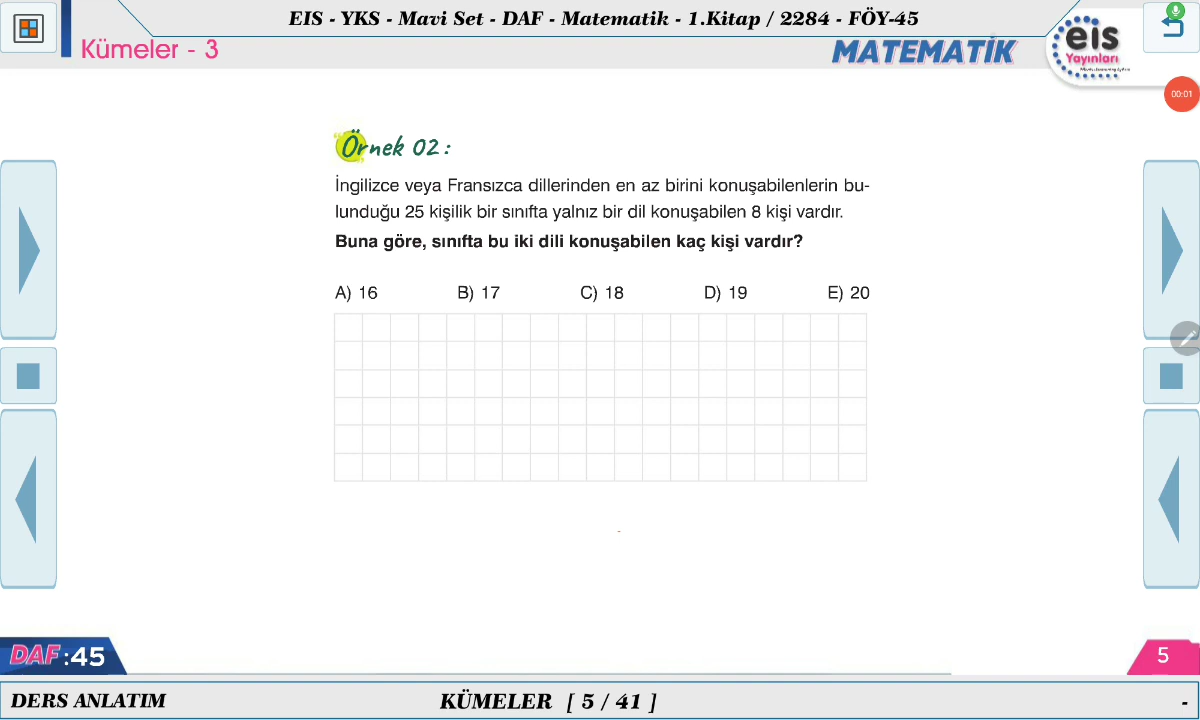 EIS - YKS - Mavi Set - DAF - Matematik - 1.Kitap / 2284 - FÖY-45
Kümeler - 3
MATEMATİK
eis
Yayınları
00:01
Örnek 02 :
İngilizce veya Fransızca dillerinden en az birini konuşabilenlerin bu-
lunduğu 25 kişilik bir sınıfta yalnız bir dil konuşabilen 8 kişi vardır.
Buna göre, sınıfta bu iki dili konuşabilen kaç kişi vardır?
A) 16 B) 17 C) 18 D) 19 E) 20
-
DAF :45
5
DERS ANLATIM
KÜMELER [ 5 / 41 ]
-